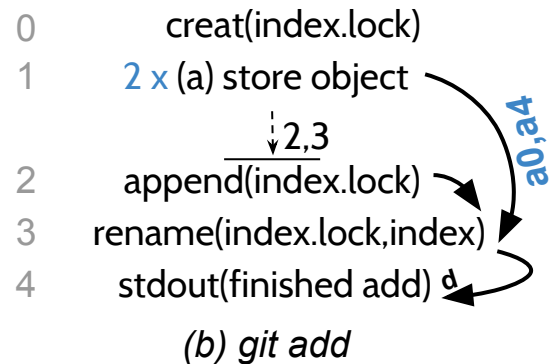 0 creat(index.lock)
1 2 x (a) store object
a0,a4
2,3
2 append(index.lock)
3 rename(index.lock,index)
4 stdout(finished add) d
(b) git add